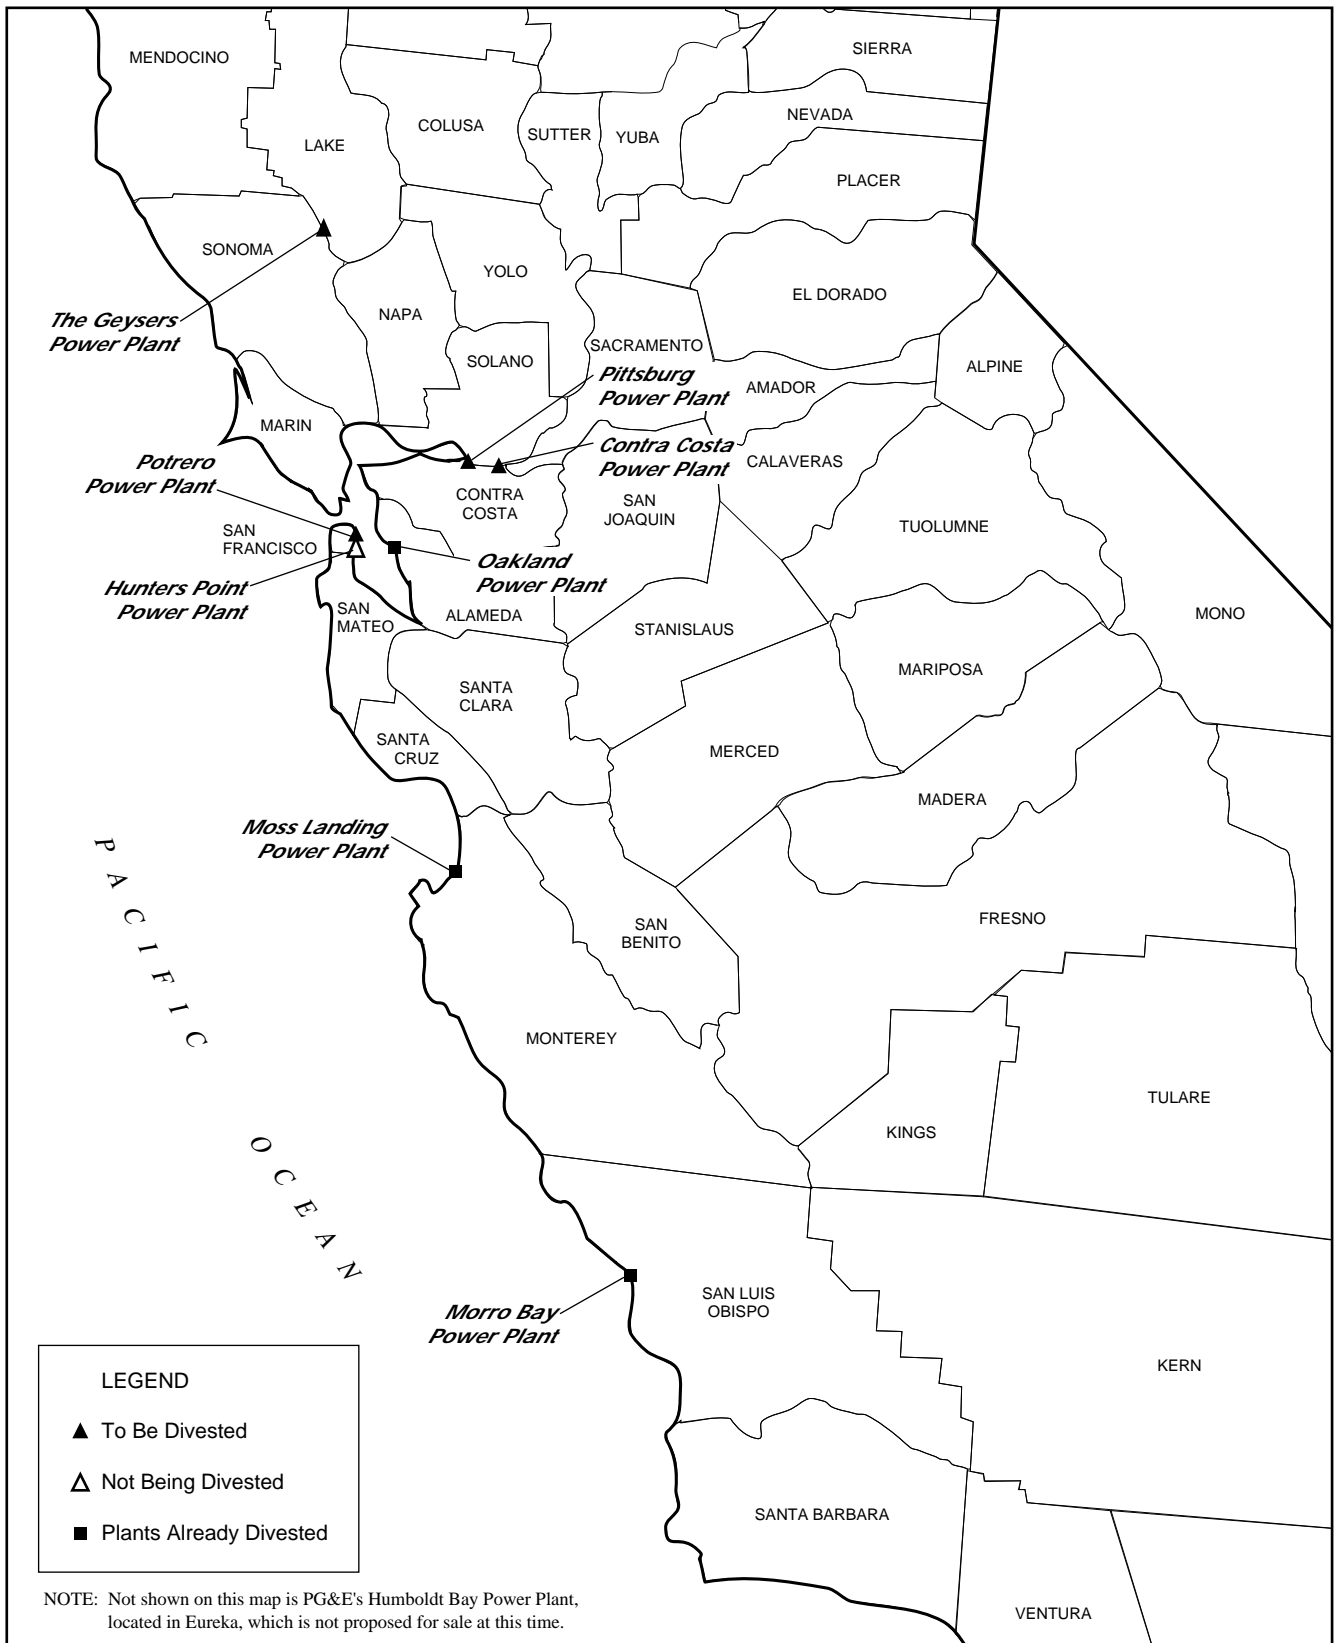 MENDOCINO
SIERRA
NEVADA
COLUSA
SUTTER
YUBA
LAKE
PLACER
SONOMA
YOLO
EL DORADO
NAPA
The Geysers
Power Plant
SACRAMENTO
SOLANO
ALPINE
Pittsburg
Power Plant
AMADOR
MARIN
Contra Costa
Power Plant
CALAVERAS
Potrero
Power Plant
CONTRA
COSTA
SAN
JOAQUIN
TUOLUMNE
SAN
FRANCISCO
Oakland
Power Plant
Hunters Point
Power Plant
SAN
MATEO
ALAMEDA
STANISLAUS
MONO
MARIPOSA
SANTA
CLARA
SANTA
CRUZ
MERCED
MADERA
Moss Landing
Power Plant
FRESNO
SAN
BENITO
PACIFIC OCEAN
MONTEREY
TULARE
KINGS
SAN LUIS
OBISPO
Morro Bay
Power Plant
KERN
SANTA BARBARA
VENTURA
LEGEND
To Be Divested
Not Being Divested
Plants Already Divested
NOTE: Not shown on this map is PG&E's Humboldt Bay Power Plant,
located in Eureka, which is not proposed for sale at this time.